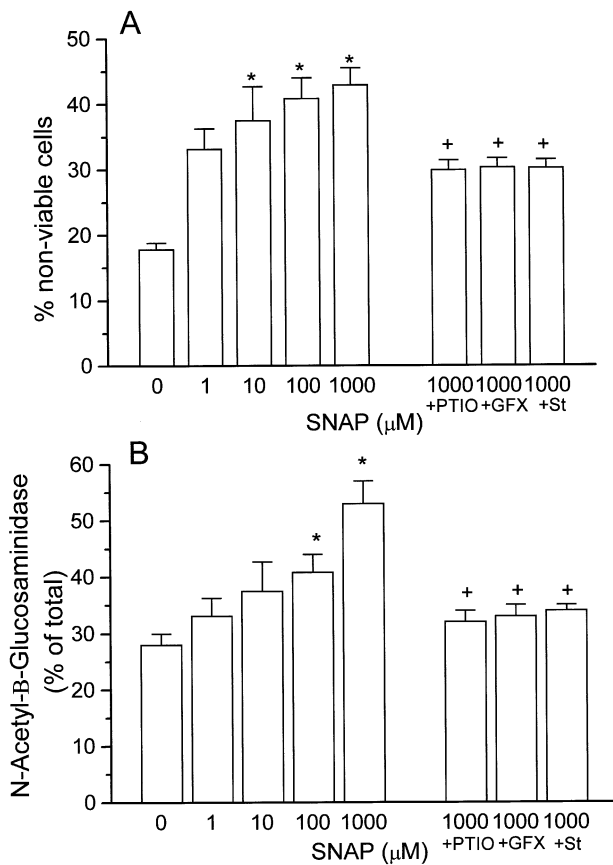 A
% non-viable cells
50
40
30
20
10
0
* * *
+ + +
0 1 10 100 1000 1000 1000 1000
+PTIO +GFX +St
SNAP (μM)
B
N-Acetyl-B-Glucosaminidase
(% of total)
60
50
40
30
20
10
0
* *
+ + +
0 1 10 100 1000 1000 1000 1000
+PTIO +GFX +St
SNAP (μM)